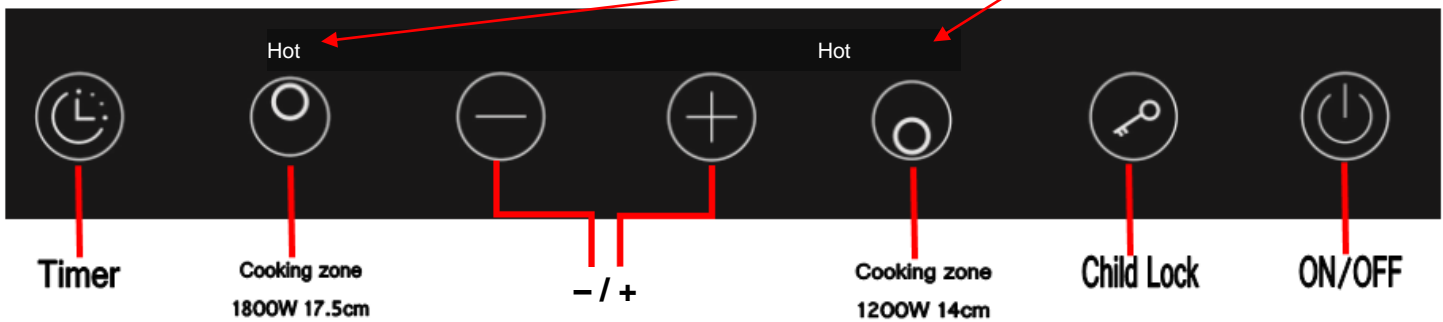 Hot Hot
Timer
Cooking zone
1800W 17.5cm
– / +
Cooking zone
1200W 14cm
Child Lock
ON/OFF